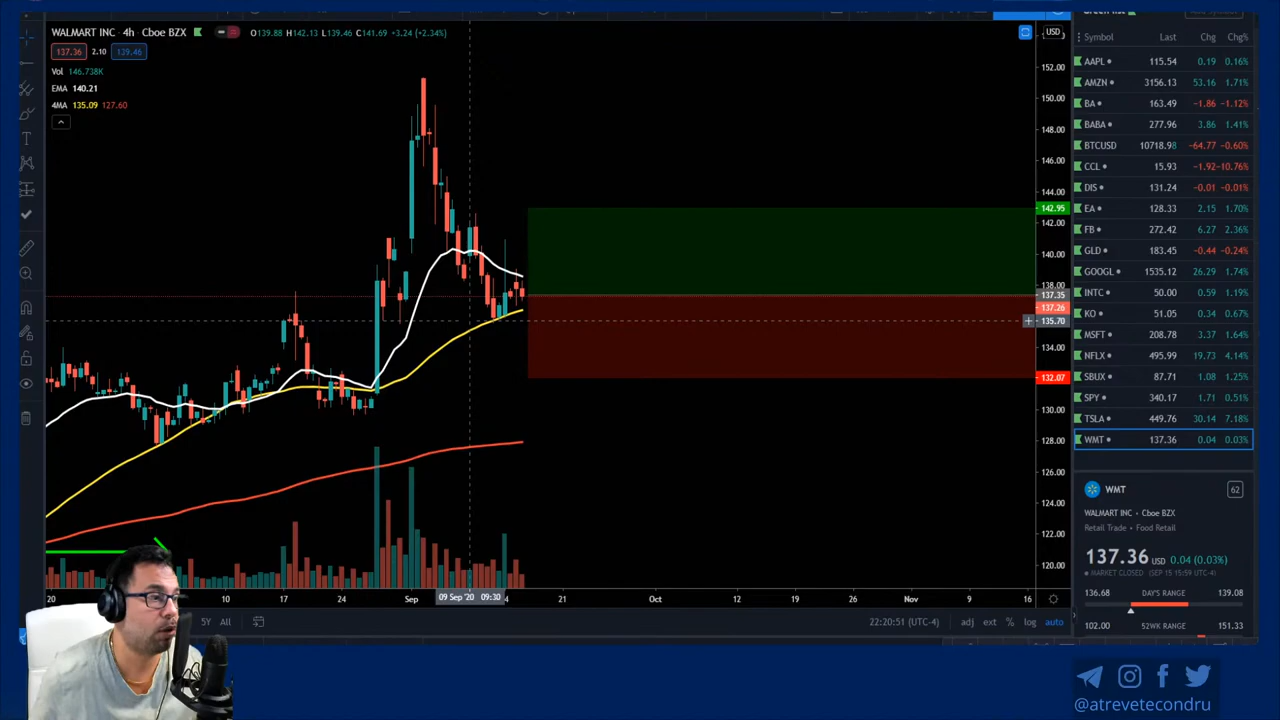 WALMART INC · 4h · Cboe BZX O139.88 H142.13 L139.46 C141.69 +3.24 (+2.34%)
137.36 2.10 139.46
Vol 146.738K
EMA 140.21
4MA 135.09 127.60
USD
152.00
150.00
148.00
146.00
144.00
142.95
142.00
140.00
138.00
137.35
137.26
135.70
134.00
132.07
130.00
128.00
126.00
124.00
122.00
120.00
20 10 17 24 Sep 09 Sep '20 09:30 4 21 Oct 12 19 26 Nov 9 16
5Y All 22:20:51 (UTC-4) adj ext % log auto
Symbol Last Chg Chg%
AAPL 115.54 0.19 0.16%
AMZN 3156.13 53.16 1.71%
BA 163.49 −1.86 −1.12%
BABA 277.96 3.86 1.41%
BTCUSD 10718.98 −64.77 −0.60%
CCL 15.93 −1.92 −10.76%
DIS 131.24 −0.01 −0.01%
EA 128.33 2.15 1.70%
FB 272.42 6.27 2.36%
GLD 183.45 −0.44 −0.24%
GOOGL 1535.12 26.29 1.74%
INTC 50.00 0.59 1.19%
KO 51.05 0.34 0.67%
MSFT 208.78 3.37 1.64%
NFLX 495.99 19.73 4.14%
SBUX 87.71 1.08 1.25%
SPY 340.17 1.71 0.51%
TSLA 449.76 30.14 7.18%
WMT 137.36 0.04 0.03%
WMT 62
WALMART INC · Cboe BZX
Retail Trade · Food Retail
137.36 USD 0.04 (0.03%)
MARKET CLOSED (SEP 15 15:59 UTC-4)
136.68 DAY'S RANGE 139.08
102.00 52WK RANGE 151.33
@atrevetecondru